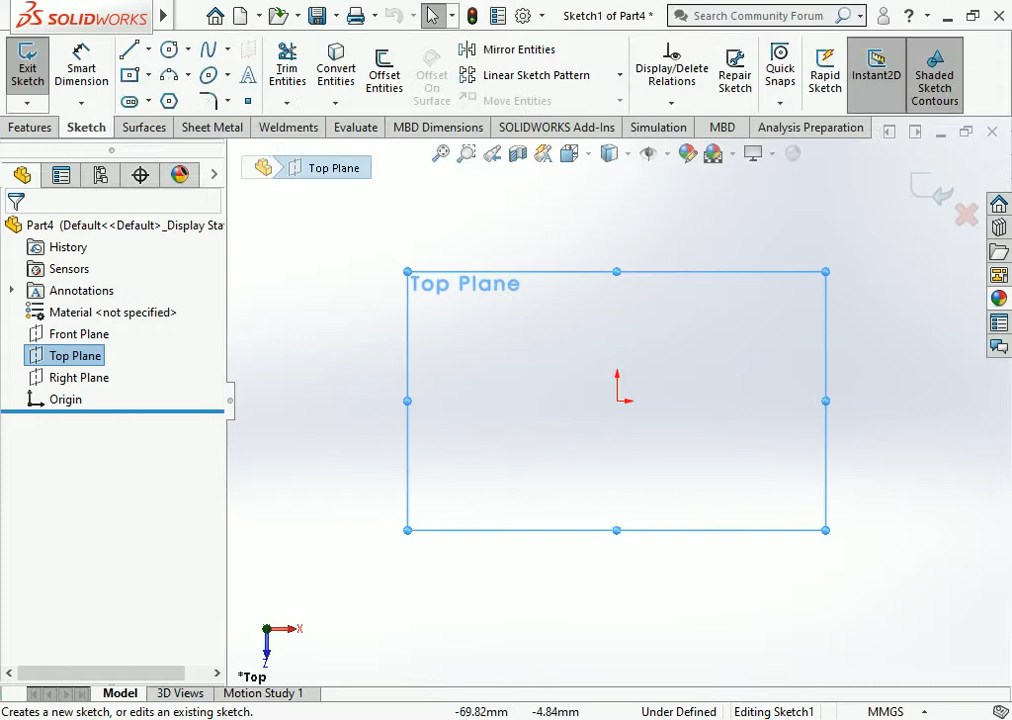 SOLIDWORKS
Sketch1 of Part4 *
Search Community Forum
?
Exit Sketch
Smart Dimension
Trim Entities
Convert Entities
Offset Entities
Offset On Surface
Mirror Entities
Linear Sketch Pattern
Move Entities
Display/Delete Relations
Repair Sketch
Quick Snaps
Rapid Sketch
Instant2D
Shaded Sketch Contours
Features
Sketch
Surfaces
Sheet Metal
Weldments
Evaluate
MBD Dimensions
SOLIDWORKS Add-Ins
Simulation
MBD
Analysis Preparation
Top Plane
Part4 (Default<<Default>_Display Sta
History
Sensors
Annotations
Material <not specified>
Front Plane
Top Plane
Right Plane
Origin
Top Plane
X
Z
*Top
Model
3D Views
Motion Study 1
Creates a new sketch, or edits an existing sketch.
-69.82mm
-4.84mm
Under Defined
Editing Sketch1
MMGS